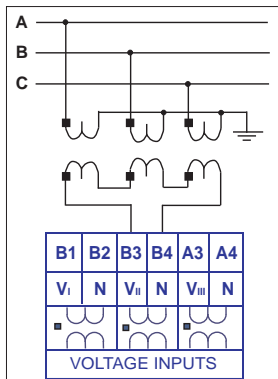 A
B
C
B1 B2 B3 B4 A3 A4
VI N VII N VIII N
VOLTAGE INPUTS